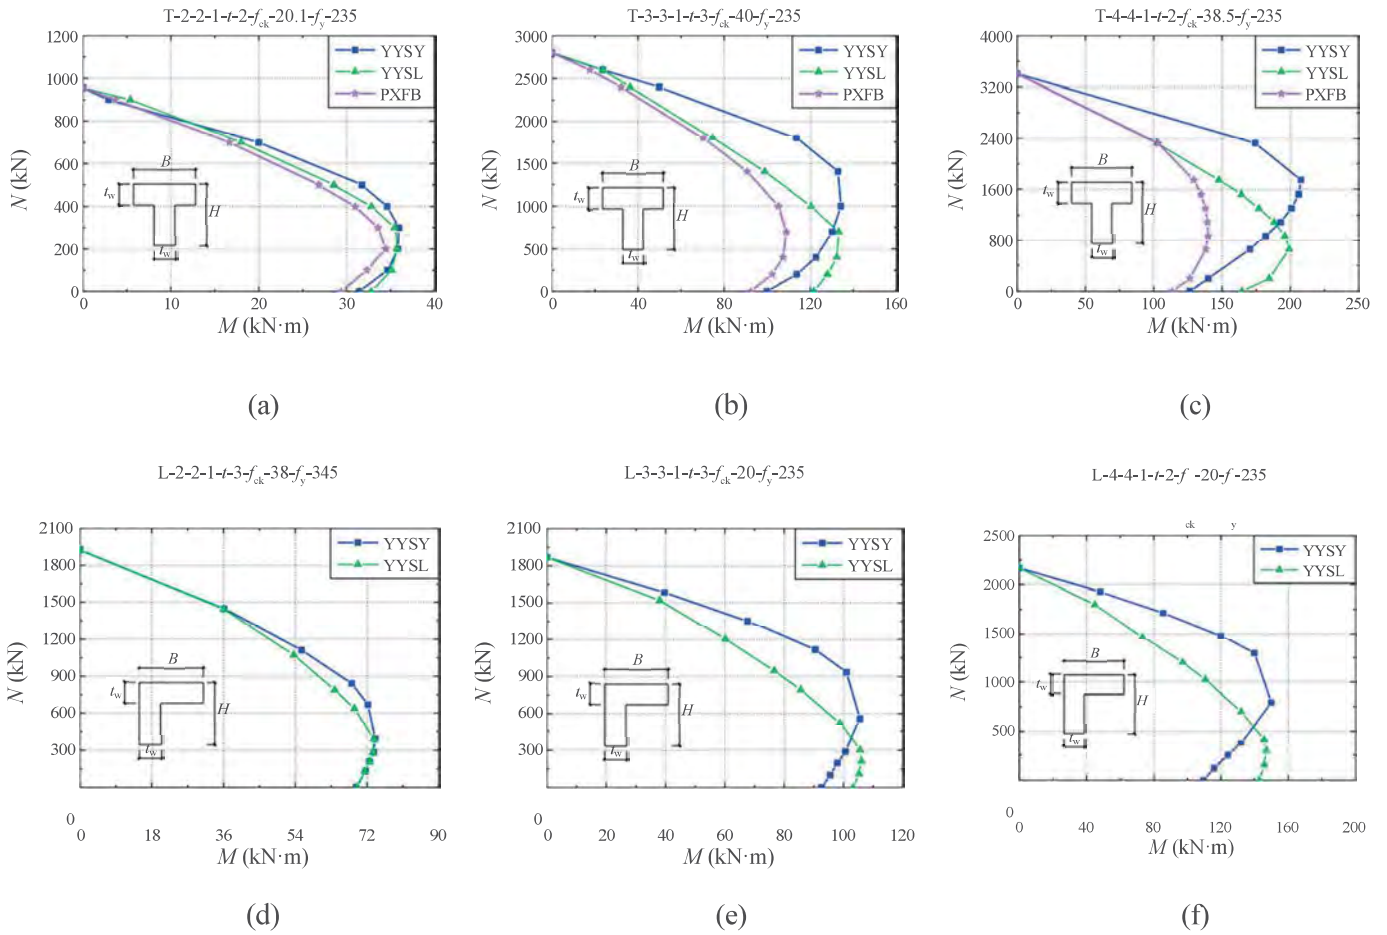 T-2-2-1-t-2-fck-20.1-fy-235
1200
1000
800
600
400
200
0
N (kN)
YYSY
YYSL
PXFB
B
tw
H
tw
0 10 20 30 40
M (kN·m)
(a)
T-3-3-1-t-3-fck-40-fy-235
3000
2500
2000
1500
1000
500
0
N (kN)
YYSY
YYSL
PXFB
B
tw
H
tw
0 40 80 120 160
M (kN·m)
(b)
T-4-4-1-t-2-fck-38.5-fy-235
4000
3200
2400
1600
800
0
N (kN)
YYSY
YYSL
PXFB
B
tw
H
tw
0 50 100 150 200 250
M (kN·m)
(c)
L-2-2-1-t-3-fck-38-fy-345
2100
1800
1500
1200
900
600
300
0
N (kN)
YYSY
YYSL
B
tw
H
tw
0 18 36 54 72 90
M (kN·m)
(d)
L-3-3-1-t-3-fck-20-fy-235
2100
1800
1500
1200
900
600
300
0
N (kN)
YYSY
YYSL
B
tw
H
tw
0 20 40 60 80 100 120
M (kN·m)
(e)
L-4-4-1-t-2-f -20-f -235
ck y
2500
2000
1500
1000
500
0
N (kN)
YYSY
YYSL
B
tw
H
tw
0 40 80 120 160 200
M (kN·m)
(f)